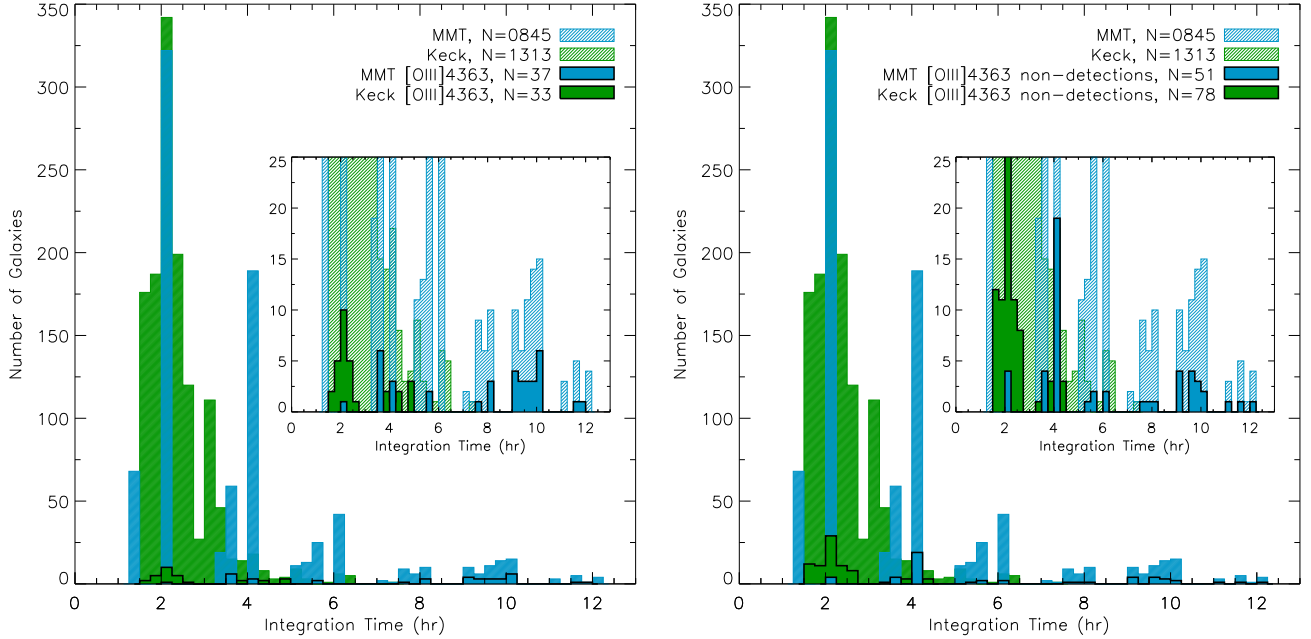 350
300
250
200
150
100
50
0
Number of Galaxies
MMT, N=0845
Keck, N=1313
MMT [OIII]4363, N=37
Keck [OIII]4363, N=33
25
20
15
10
5
0
0 2 4 6 8 10 12
Integration Time (hr)
0 2 4 6 8 10 12
Integration Time (hr)
350
300
250
200
150
100
50
0
Number of Galaxies
MMT, N=0845
Keck, N=1313
MMT [OIII]4363 non-detections, N=51
Keck [OIII]4363 non-detections, N=78
25
20
15
10
5
0
0 2 4 6 8 10 12
Integration Time (hr)
0 2 4 6 8 10 12
Integration Time (hr)